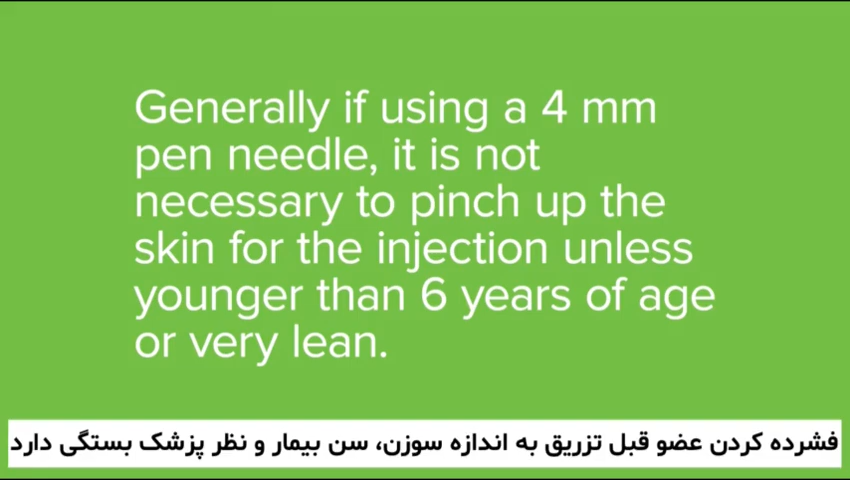 Generally if using a 4 mm
pen needle, it is not
necessary to pinch up the
skin for the injection unless
younger than 6 years of age
or very lean.
فشرده کردن عضو قبل تزریق به اندازه سوزن، سن بیمار و نظر پزشک بستگی دارد